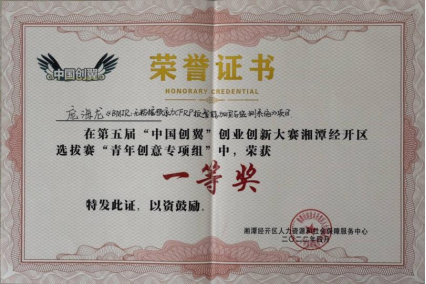 中国创翼
荣誉证书
HONORARY CREDENTIAL
在第五届“中国创翼”创业创新大赛湘潭经开区
选拔赛“青年创意专项组”中，荣获
一等奖
特发此证，以资鼓励。
湘潭经开区人力资源和社会保障服务中心
二〇二二年四月